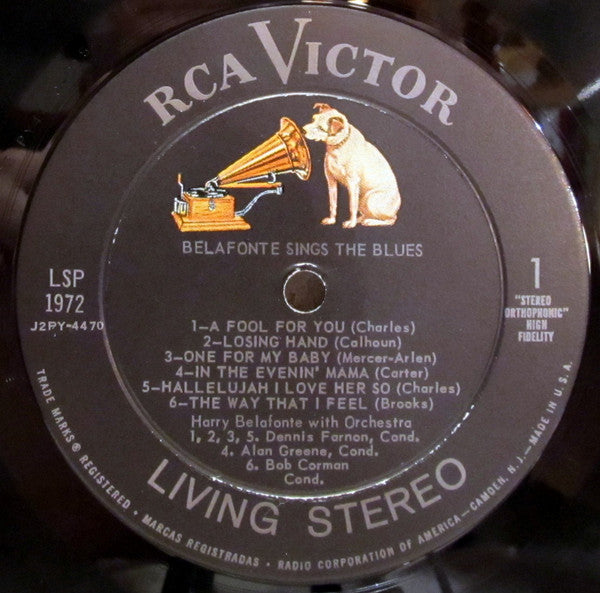 RCA VICTOR
BELAFONTE SINGS THE BLUES
LSP
1972
J2PY-4470
1
"STEREO
ORTHOPHONIC"
HIGH
FIDELITY
1—A FOOL FOR YOU (Charles)
2—LOSING HAND (Calhoun)
3—ONE FOR MY BABY (Mercer-Arlen)
4—IN THE EVENIN' MAMA (Carter)
5—HALLELUJAH I LOVE HER SO (Charles)
6—THE WAY THAT I FEEL (Brooks)
Harry Belafonte with Orchestra
1, 2, 3, 5. Dennis Farnon, Cond.
4. Alan Greene, Cond.
6. Bob Corman
Cond.
LIVING STEREO
TRADE MARKS ® REGISTERED • MARCAS REGISTRADAS • RADIO CORPORATION OF AMERICA—CAMDEN, N. J.—MADE IN U.S.A.